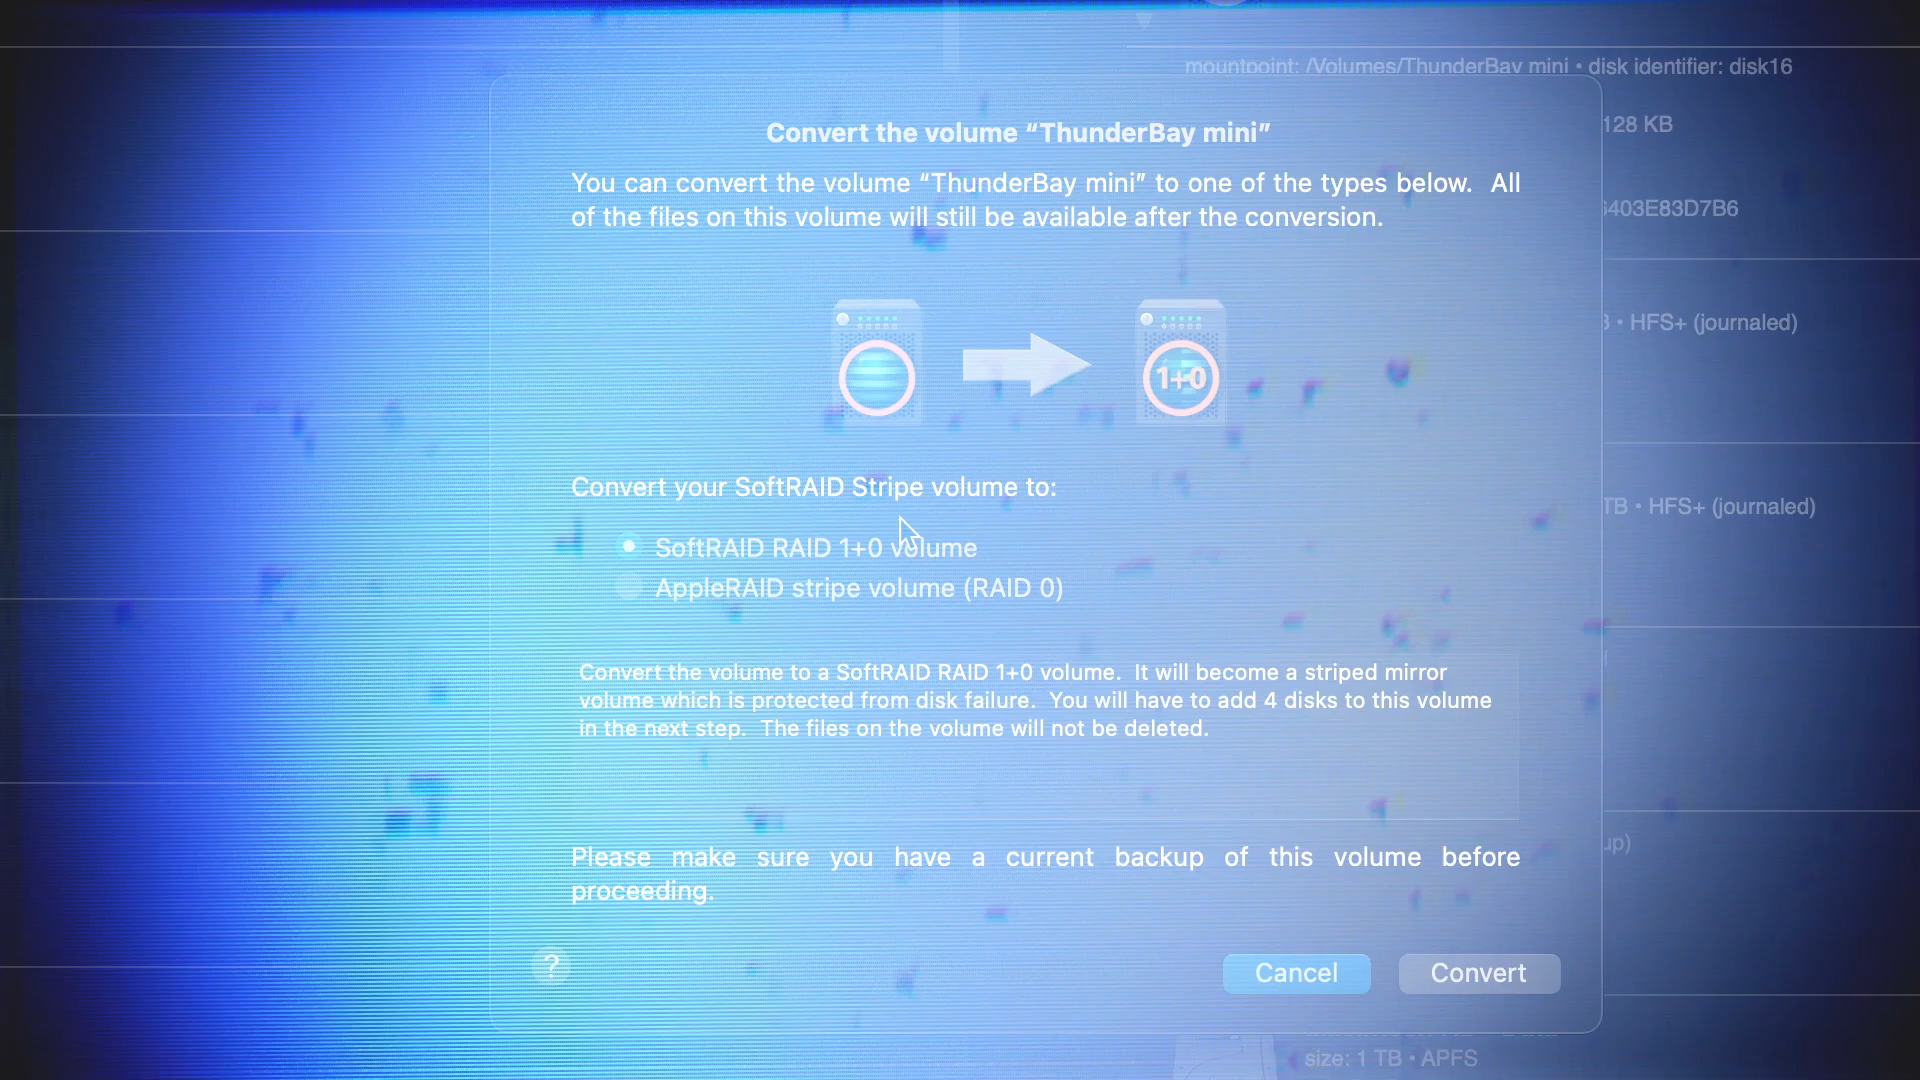 mountpoint: /Volumes/ThunderBay mini • disk identifier: disk16
Convert the volume “ThunderBay mini”
128 KB
You can convert the volume “ThunderBay mini” to one of the types below. All
of the files on this volume will still be available after the conversion.
6403E83D7B6
• HFS+ (journaled)
1+0
Convert your SoftRAID Stripe volume to:
TB • HFS+ (journaled)
SoftRAID RAID 1+0 volume
AppleRAID stripe volume (RAID 0)
Convert the volume to a SoftRAID RAID 1+0 volume. It will become a striped mirror
volume which is protected from disk failure. You will have to add 4 disks to this volume
in the next step. The files on the volume will not be deleted.
up)
Please make sure you have a current backup of this volume before
proceeding.
?
Cancel
Convert
size: 1 TB • APFS